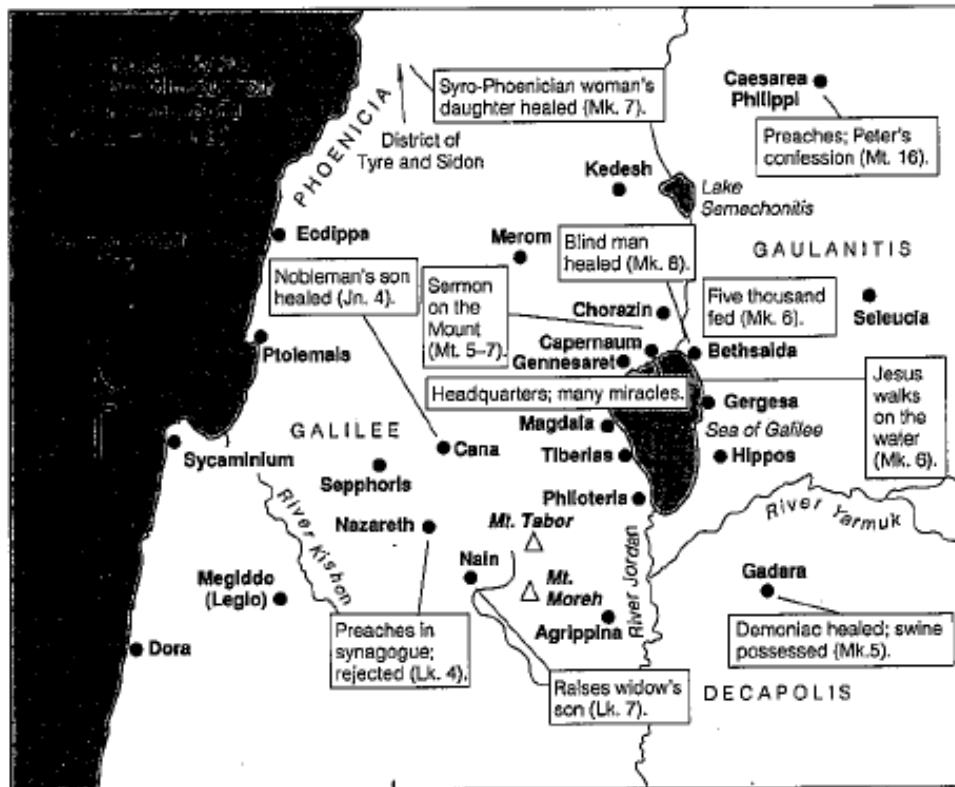 PHOENICIA
District of
Tyre and Sidon
Syro-Phoenician woman's
daughter healed (Mk. 7).
Caesarea
Philippi
Preaches; Peter's
confession (Mt. 16).
Kedesh
Lake
Semechonitis
Ecdippa
Merom
Blind man
healed (Mk. 8).
GAULANITIS
Nobleman's son
healed (Jn. 4).
Sermon
on the
Mount
(Mt. 5–7).
Chorazin
Five thousand
fed (Mk. 6).
Seleucia
Ptolemais
Capernaum
Gennesaret
Bethsaida
Headquarters; many miracles.
Jesus
walks
on the
water
(Mk. 6).
Gergesa
Magdala
Sea of Galilee
GALILEE
Cana
Tiberias
Hippos
Sycaminium
Sepphoris
Philoteria
River Yarmuk
River Kishon
Nazareth
Mt. Tabor
River Jordan
Nain
Mt.
Moreh
Gadara
Megiddo
(Legio)
Agrippina
Dora
Preaches in
synagogue;
rejected (Lk. 4).
Demoniac healed; swine
possessed (Mk.5).
Raises widow's
son (Lk. 7).
DECAPOLIS